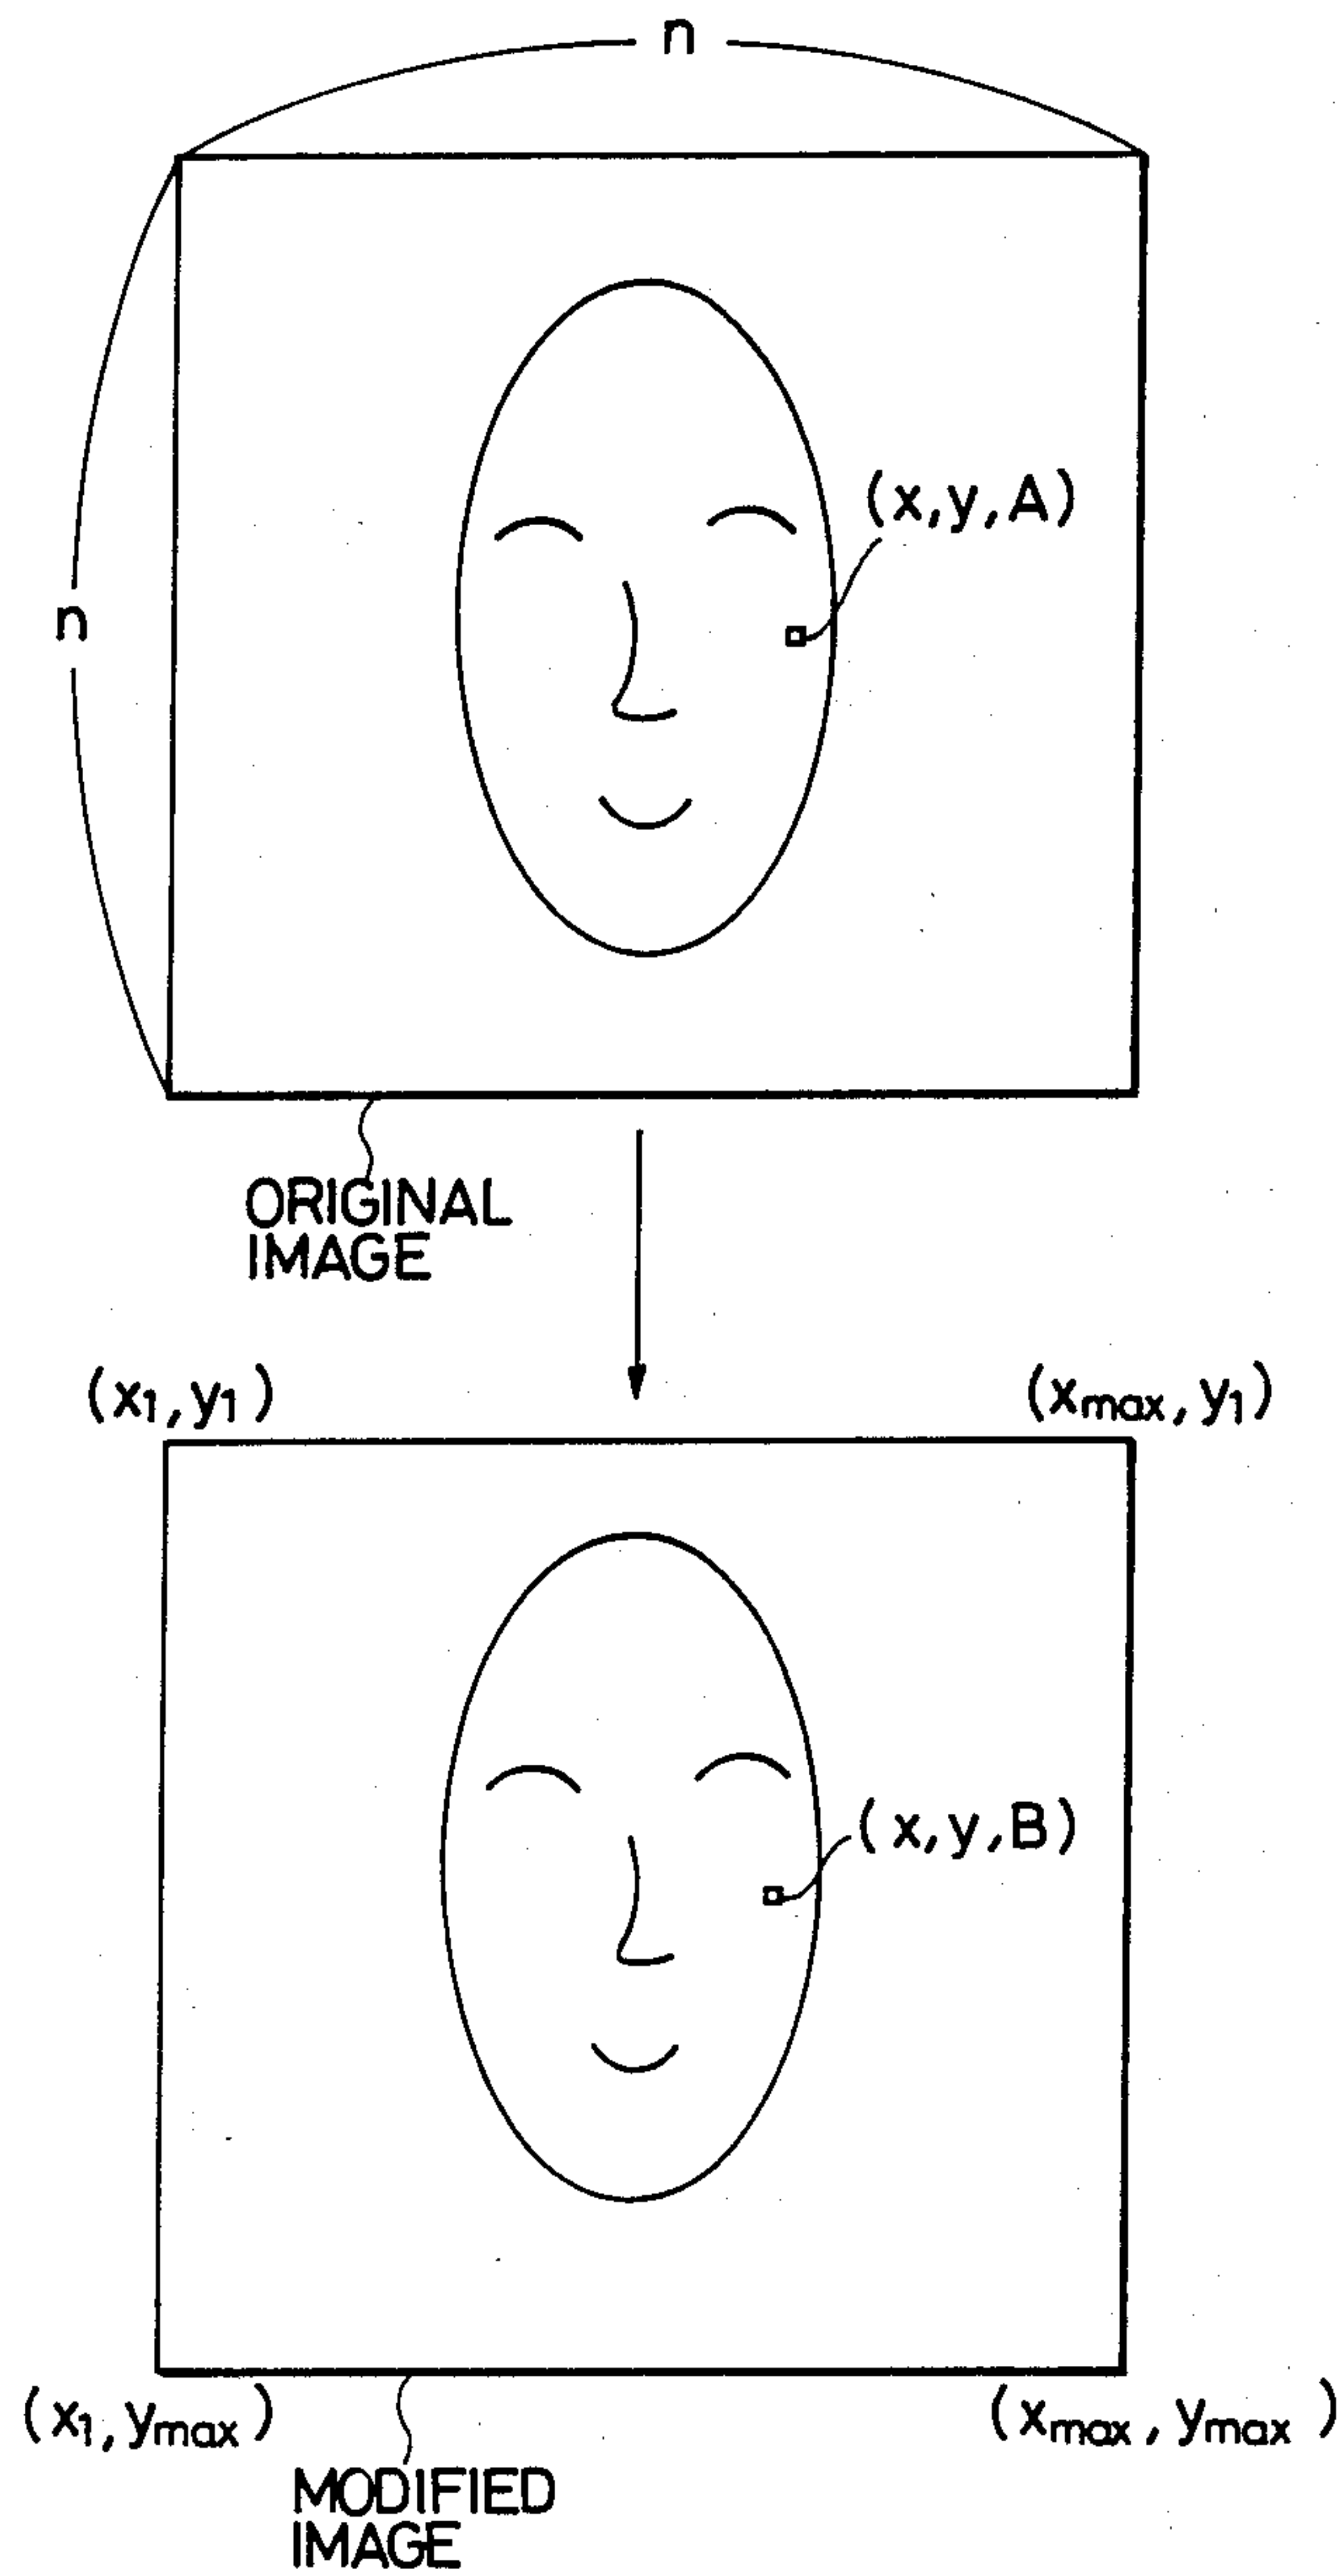 n
(x,y,A)
n
ORIGINAL
IMAGE
(x₁,y₁)
(xmax,y₁)
(x,y,B)
(x₁,ymax)
(xmax,ymax)
MODIFIED
IMAGE